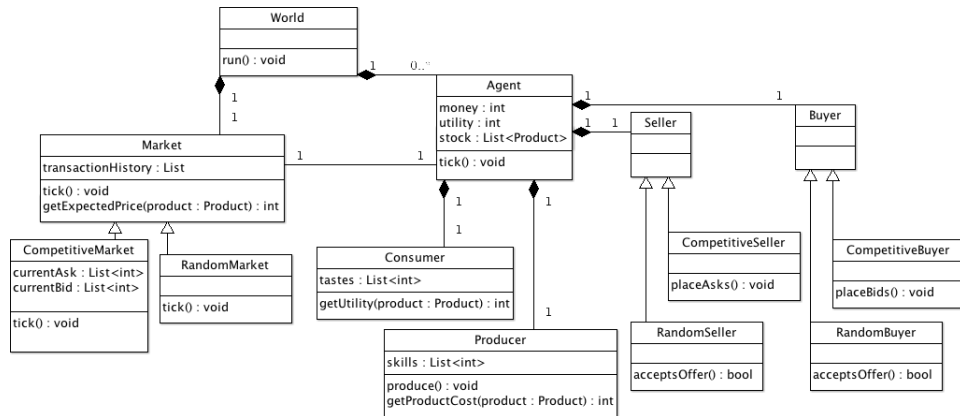 World
run() : void
1
0..*
1
1
Agent
money : int
utility : int
stock : List<Product>
tick() : void
1
1
1
1
Seller
Buyer
Market
transactionHistory : List
tick() : void
getExpectedPrice(product : Product) : int
1
1
1
1
1
1
CompetitiveMarket
currentAsk : List<int>
currentBid : List<int>
tick() : void
RandomMarket
tick() : void
Consumer
tastes : List<int>
getUtility(product : Product) : int
CompetitiveSeller
placeAsks() : void
CompetitiveBuyer
placeBids() : void
Producer
skills : List<int>
produce() : void
getProductCost(product : Product) : int
RandomSeller
acceptsOffer() : bool
RandomBuyer
acceptsOffer() : bool